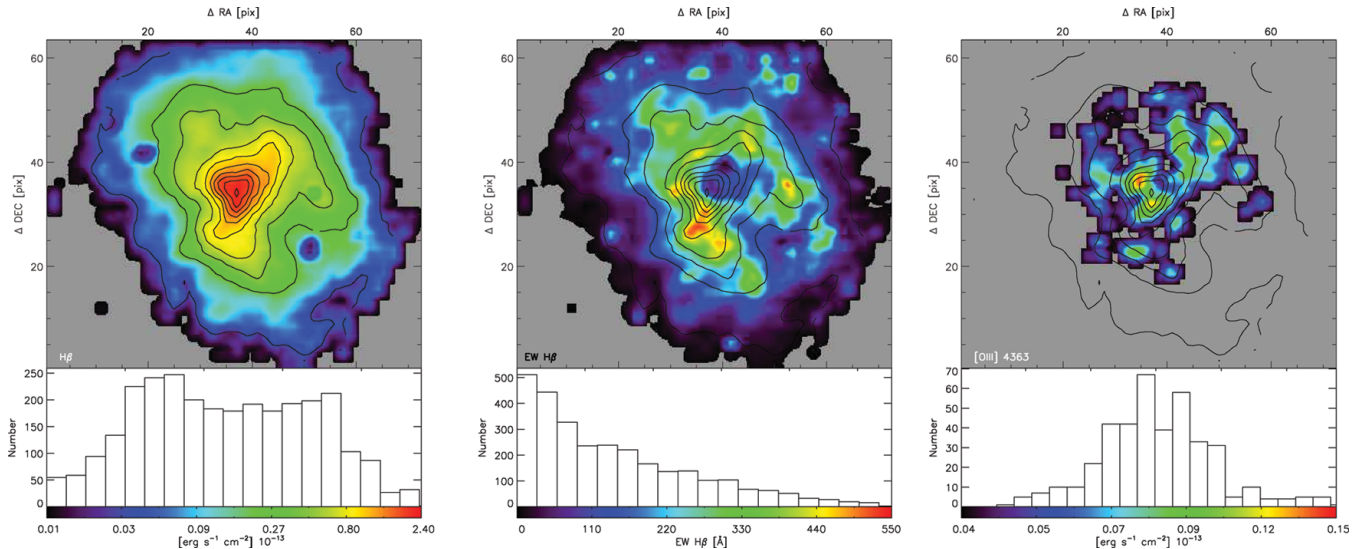 Δ RA [pix]
20 40 60
60
40
20
Δ DEC [pix]
Hβ
250
200
150
100
50
0
Number
0.01 0.03 0.09 0.27 0.80 2.40
[erg s⁻¹ cm⁻²] 10⁻¹³
Δ RA [pix]
20 40 60
60
40
20
Δ DEC [pix]
EW Hβ
500
400
300
200
100
0
Number
0 110 220 330 440 550
EW Hβ [Å]
Δ RA [pix]
20 40 60
60
40
20
Δ DEC [pix]
[OIII] 4363
70
60
50
40
30
20
10
0
Number
0.04 0.05 0.07 0.09 0.12 0.15
[erg s⁻¹ cm⁻²] 10⁻¹³